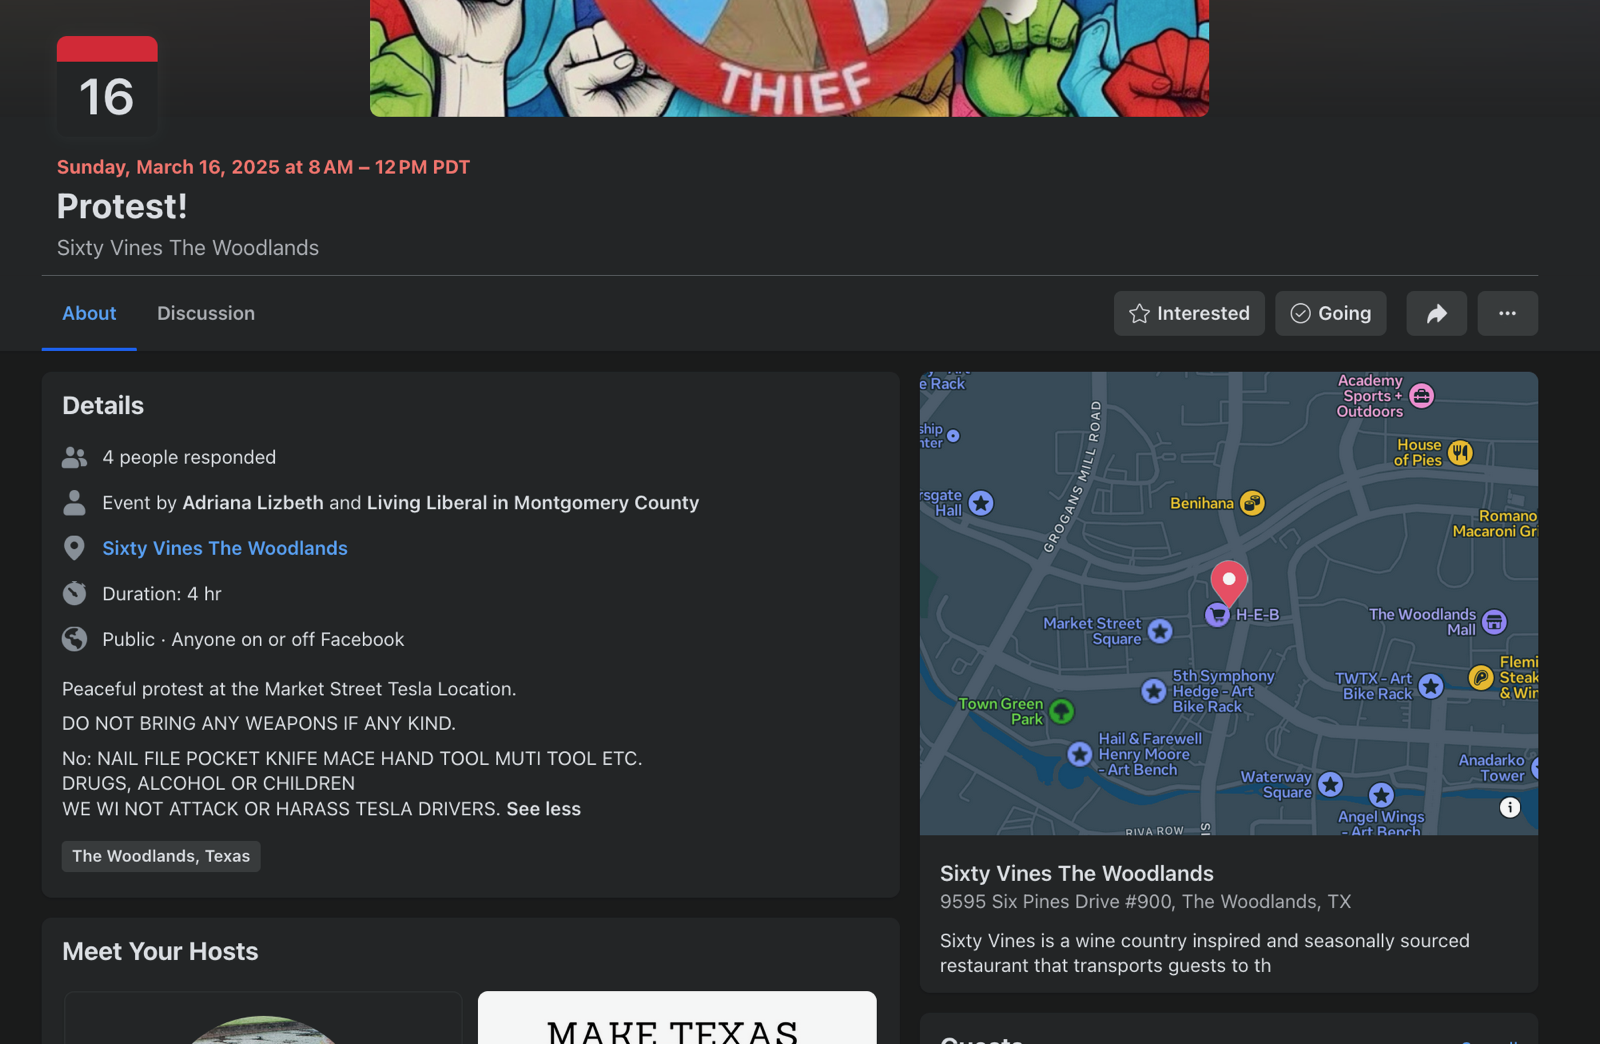 THIEF
16
Sunday, March 16, 2025 at 8 AM – 12 PM PDT
Protest!
Sixty Vines The Woodlands
About
Discussion
Interested
Going
Details
4 people responded
Event by Adriana Lizbeth and Living Liberal in Montgomery County
Sixty Vines The Woodlands
Duration: 4 hr
Public · Anyone on or off Facebook
Peaceful protest at the Market Street Tesla Location.
DO NOT BRING ANY WEAPONS IF ANY KIND.
No: NAIL FILE POCKET KNIFE MACE HAND TOOL MUTI TOOL ETC.
DRUGS, ALCOHOL OR CHILDREN
WE WI NOT ATTACK OR HARASS TESLA DRIVERS. See less
The Woodlands, Texas
Meet Your Hosts
MAKE TEXAS
e Rack
ship
nter
rsgate
Hall
GROGANS MILL ROAD
Academy
Sports +
Outdoors
House
of Pies
Benihana
Romano
Macaroni Gri
H-E-B
Market Street
Square
The Woodlands
Mall
5th Symphony
Hedge - Art
Bike Rack
TWTX - Art
Bike Rack
Flemi
Steak
& Win
Town Green
Park
Hail & Farewell
Henry Moore
- Art Bench
Waterway
Square
Anadarko
Tower
Angel Wings
- Art Bench
RIVA ROW
Sixty Vines The Woodlands
9595 Six Pines Drive #900, The Woodlands, TX
Sixty Vines is a wine country inspired and seasonally sourced
restaurant that transports guests to th
Guests